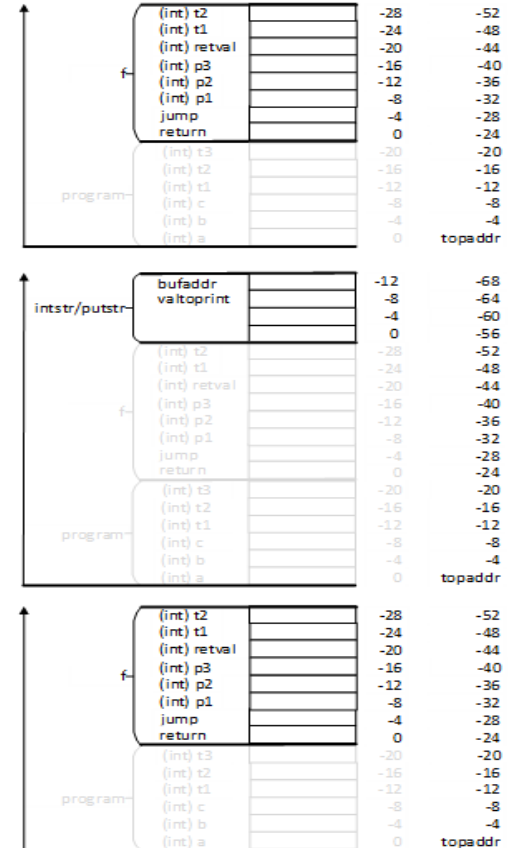 (int) t2 -28 -52
(int) t1 -24 -48
(int) retval -20 -44
(int) p3 -16 -40
f
(int) p2 -12 -36
(int) p1 -8 -32
jump -4 -28
return 0 -24
(int) t3 -20 -20
(int) t2 -16 -16
(int) t1 -12 -12
program
(int) c -8 -8
(int) b -4 -4
(int) a 0 topaddr
bufaddr -12 -68
valtoprint -8 -64
intstr/putstr -4 -60
0 -56
(int) t2 -28 -52
(int) t1 -24 -48
(int) retval -20 -44
(int) p3 -16 -40
f
(int) p2 -12 -36
(int) p1 -8 -32
jump -4 -28
return 0 -24
(int) t3 -20 -20
(int) t2 -16 -16
(int) t1 -12 -12
program
(int) c -8 -8
(int) b -4 -4
(int) a 0 topaddr
(int) t2 -28 -52
(int) t1 -24 -48
(int) retval -20 -44
(int) p3 -16 -40
f
(int) p2 -12 -36
(int) p1 -8 -32
jump -4 -28
return 0 -24
(int) t3 -20 -20
(int) t2 -16 -16
(int) t1 -12 -12
program
(int) c -8 -8
(int) b -4 -4
(int) a 0 topaddr